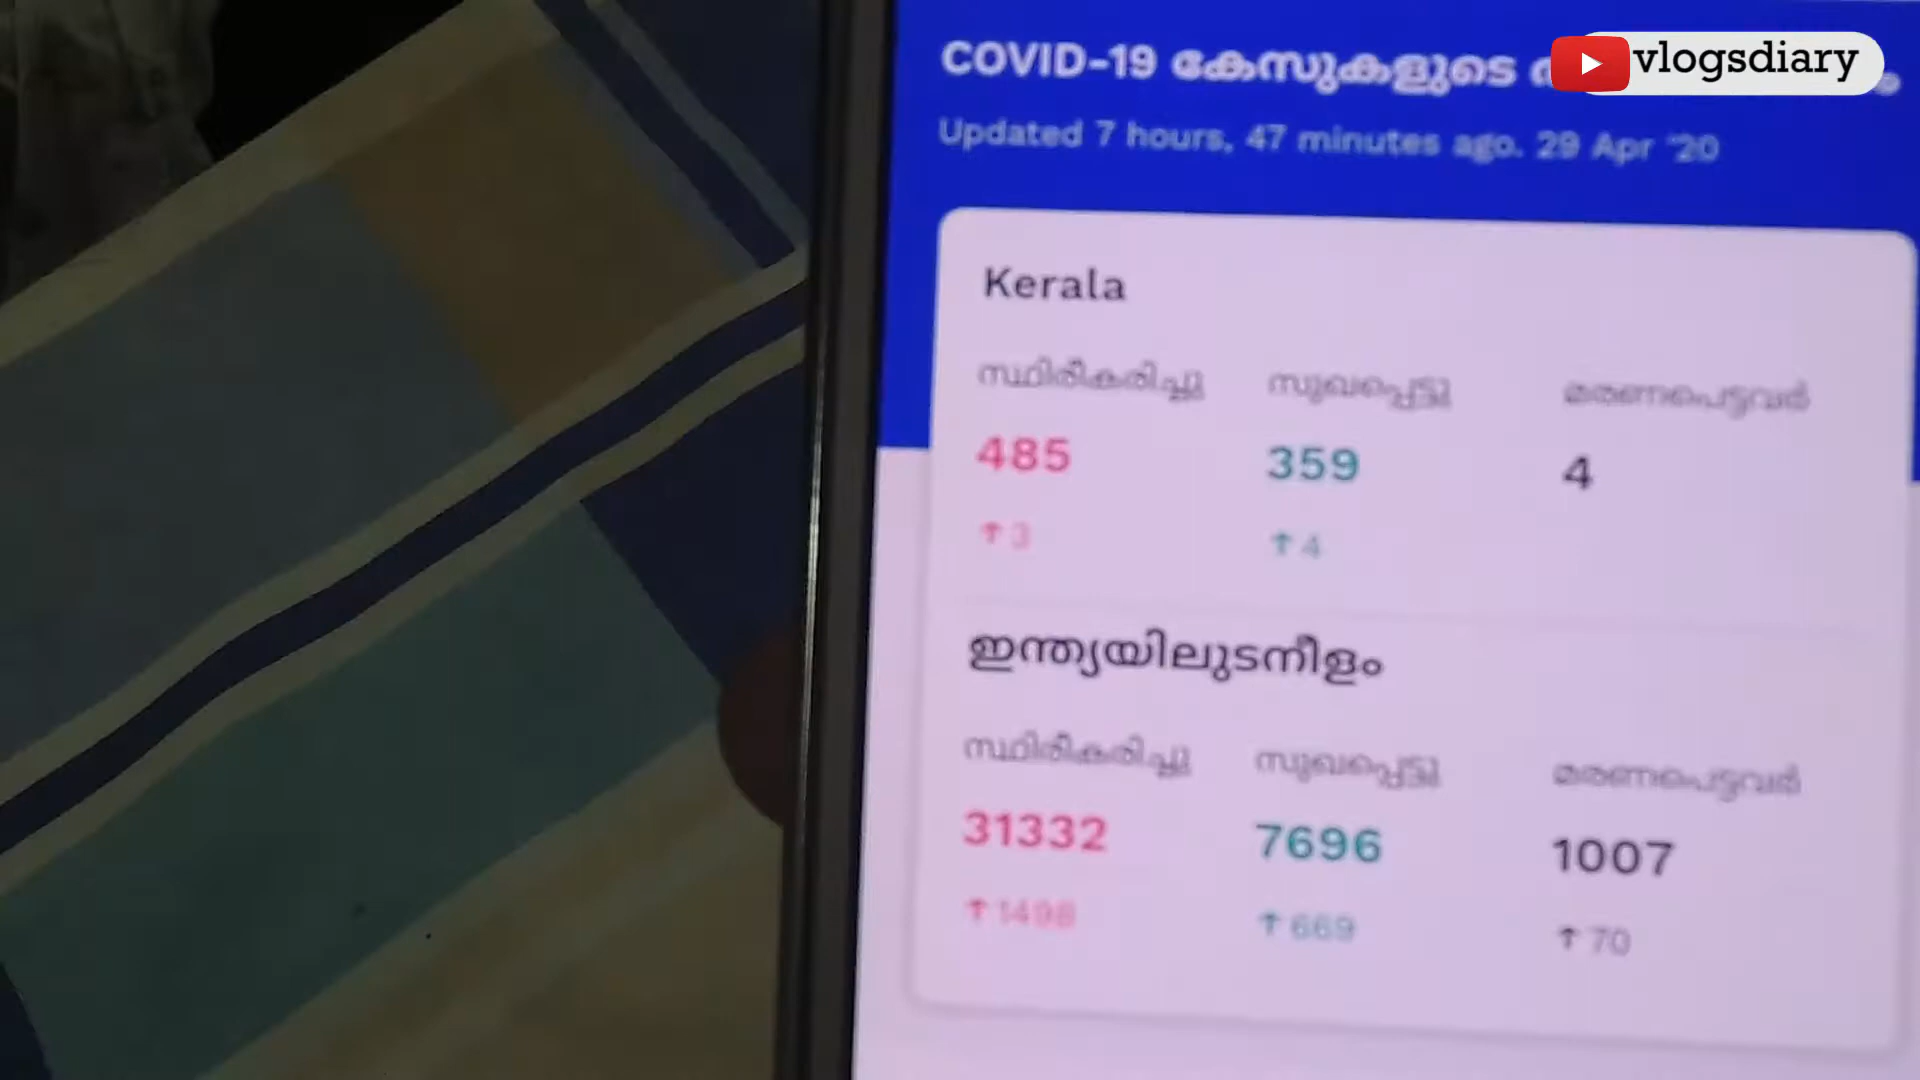 COVID-19 കേസുകളുടെ
vlogsdiary
Updated 7 hours, 47 minutes ago. 29 Apr '20
Kerala
സ്ഥിരീകരിച്ചു സുഖപ്പെട്ടു മരണപെട്ടവർ
485 359 4
↑3 ↑4
ഇന്ത്യയിലുടനീളം
സ്ഥിരീകരിച്ചു സുഖപ്പെട്ടു മരണപെട്ടവർ
31332 7696 1007
↑1498 ↑669 ↑70